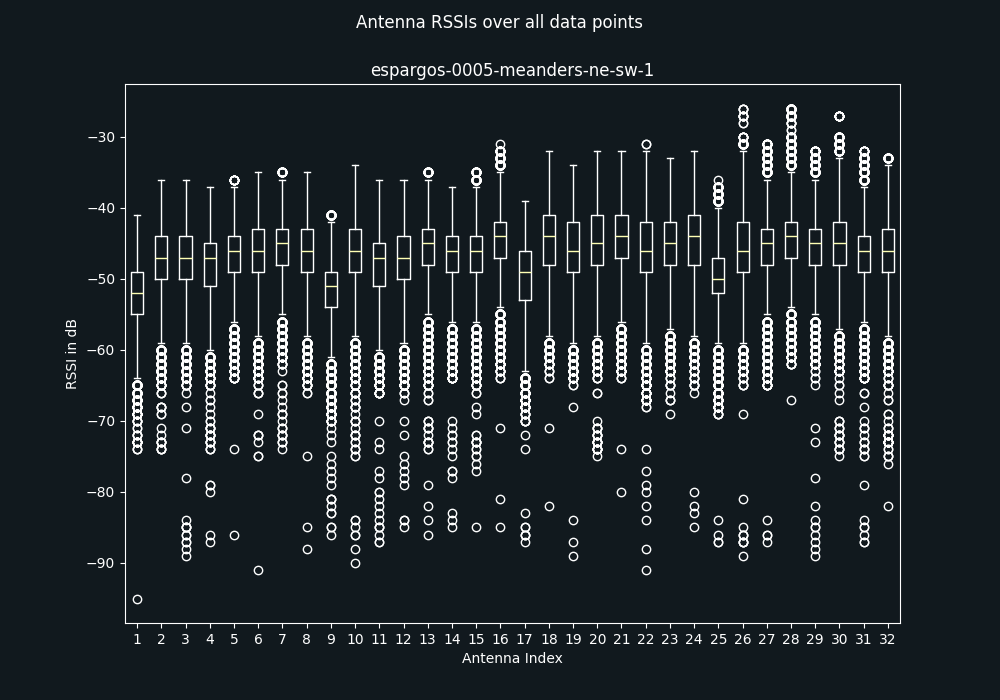 Antenna RSSIs over all data points
espargos-0005-meanders-ne-sw-1
RSSI in dB
−30
−40
−50
−60
−70
−80
−90
1 2 3 4 5 6 7 8 9 10 11 12 13 14 15 16 17 18 19 20 21 22 23 24 25 26 27 28 29 30 31 32
Antenna Index